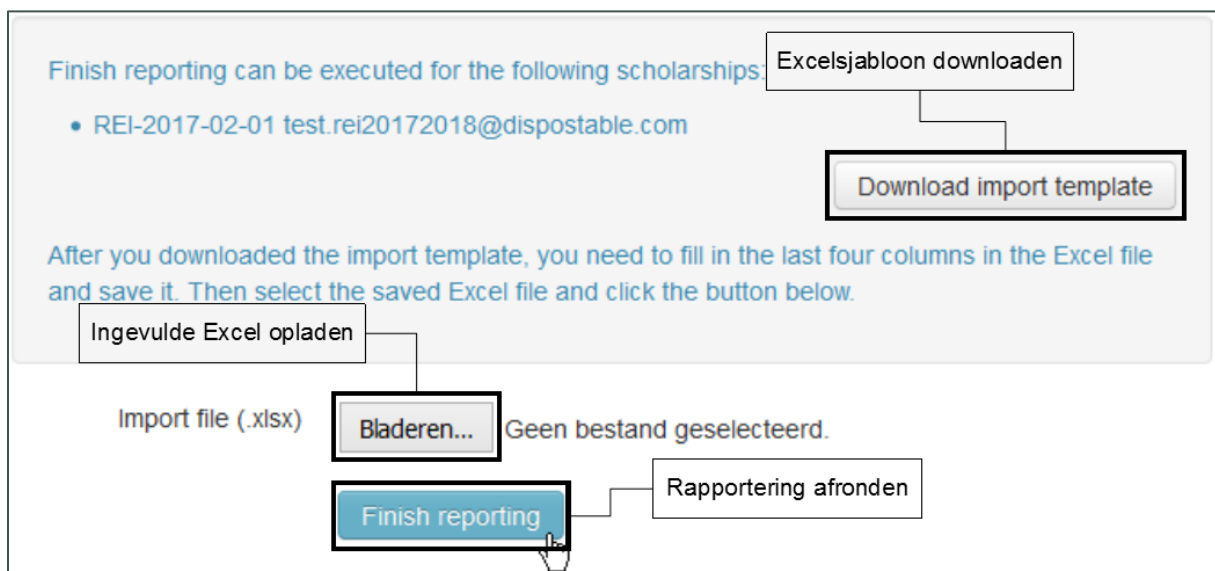 Finish reporting can be executed for the following scholarships:
Excelsjabloon downloaden
• REI-2017-02-01 test.rei20172018@dispostable.com
Download import template
After you downloaded the import template, you need to fill in the last four columns in the Excel file
and save it. Then select the saved Excel file and click the button below.
Ingevulde Excel opladen
Import file (.xlsx)
Bladeren... Geen bestand geselecteerd.
Rapportering afronden
Finish reporting